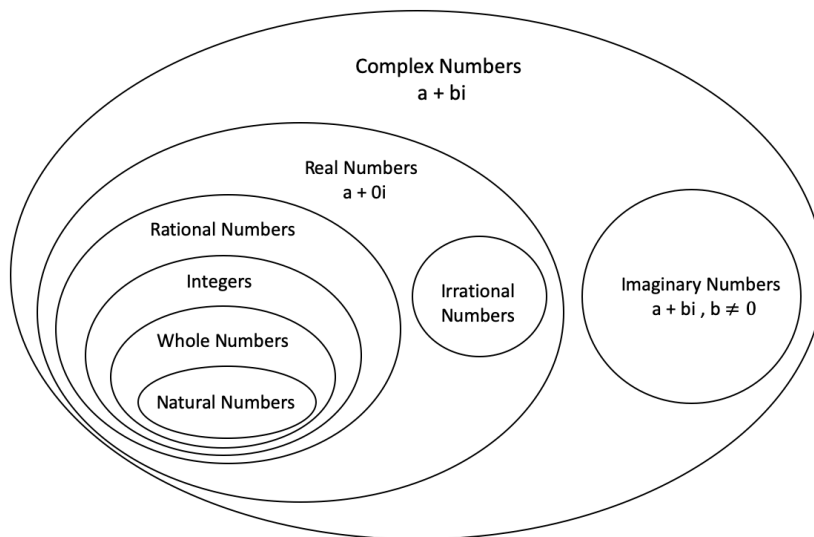 Complex Numbers
a + bi
Real Numbers
a + 0i
Rational Numbers
Integers
Whole Numbers
Natural Numbers
Irrational
Numbers
Imaginary Numbers
a + bi , b ≠ 0